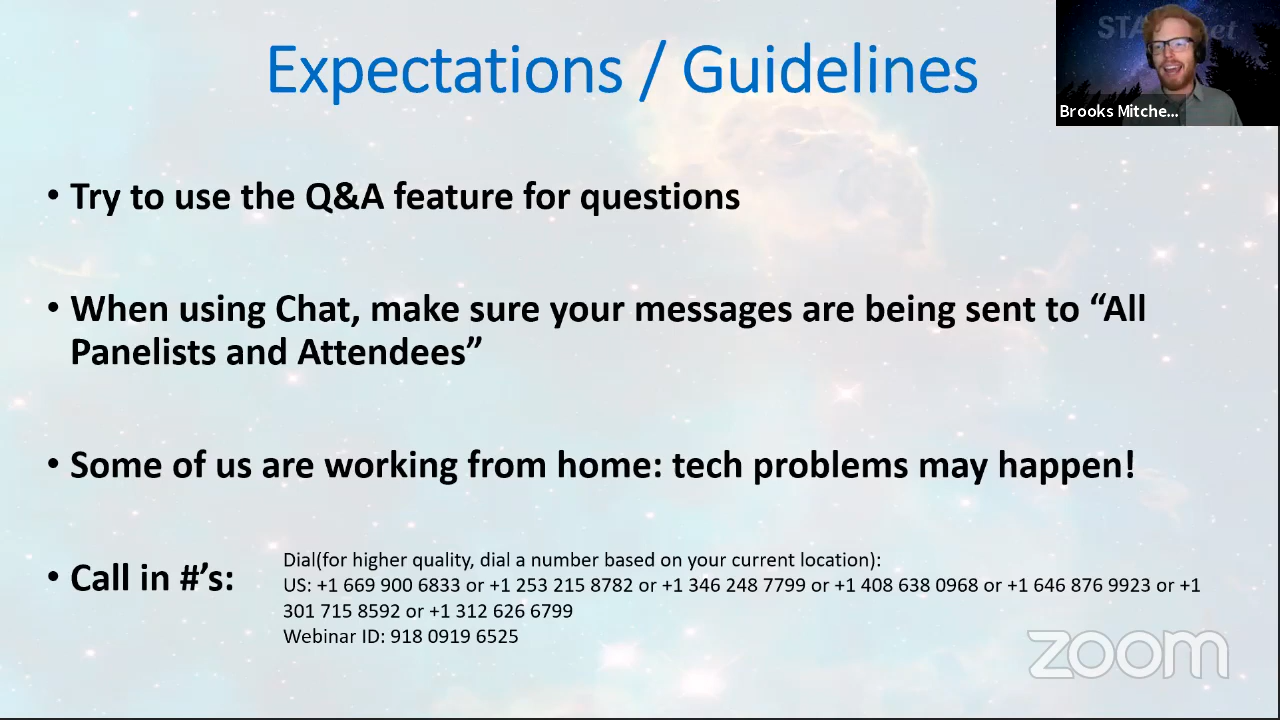 Expectations / Guidelines
STA et
Brooks Mitche...
• Try to use the Q&A feature for questions
• When using Chat, make sure your messages are being sent to “All
Panelists and Attendees”
• Some of us are working from home: tech problems may happen!
• Call in #’s:
Dial(for higher quality, dial a number based on your current location):
US: +1 669 900 6833 or +1 253 215 8782 or +1 346 248 7799 or +1 408 638 0968 or +1 646 876 9923 or +1
301 715 8592 or +1 312 626 6799
Webinar ID: 918 0919 6525
zoom